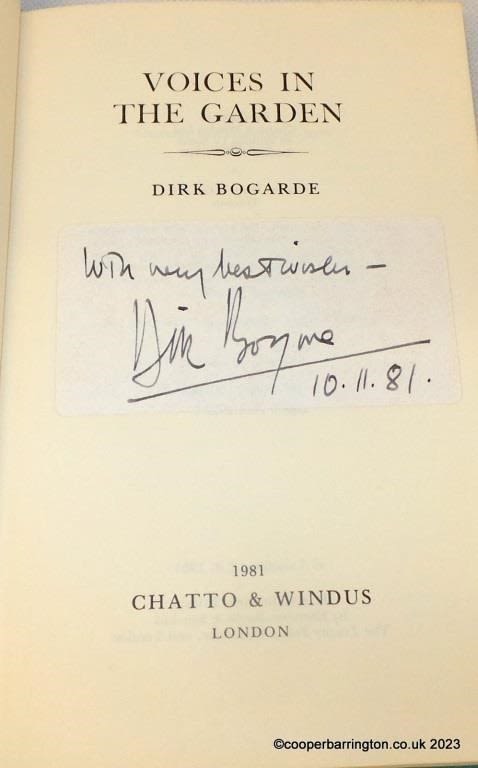 VOICES IN
THE GARDEN
DIRK BOGARDE
With very best wishes –
Dirk Bogarde
10.11.81.
1981
CHATTO & WINDUS
LONDON
©cooperbarrington.co.uk 2023